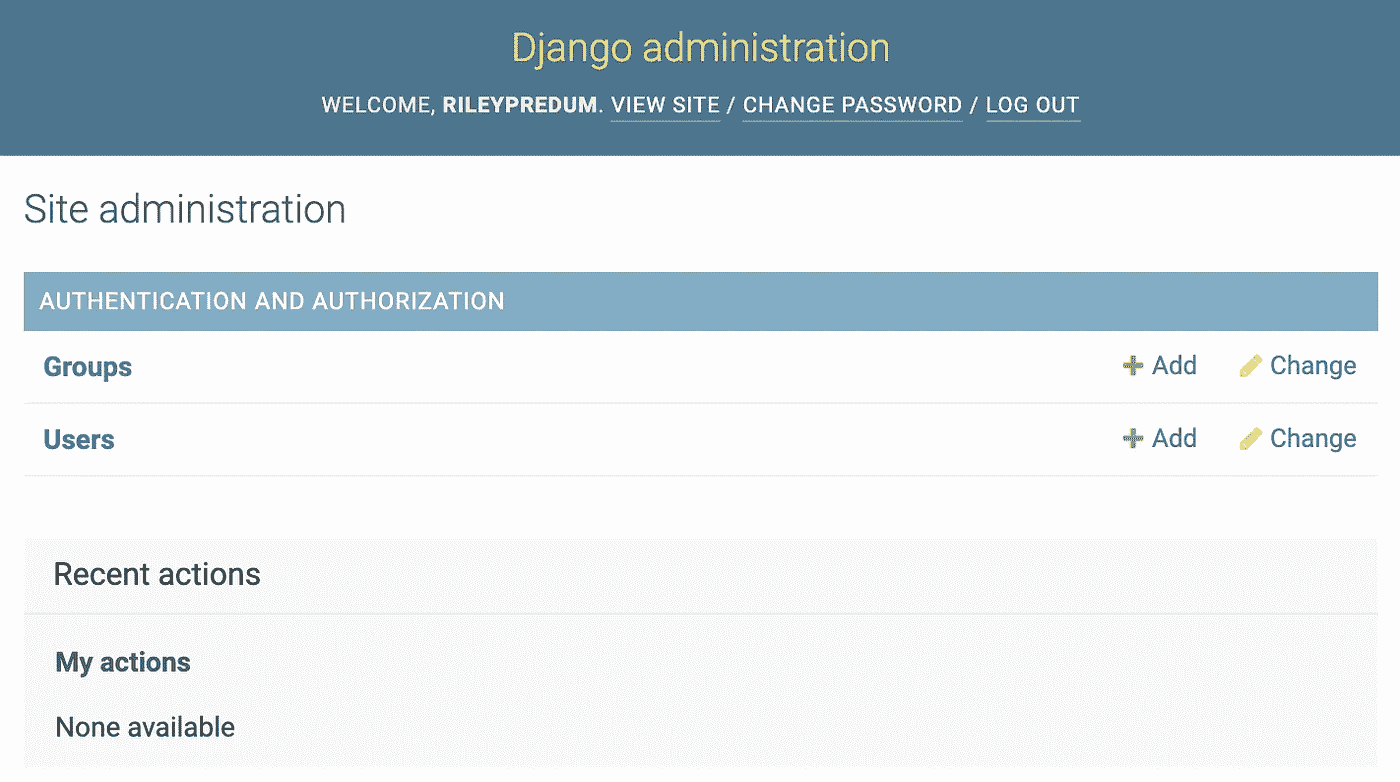 Django administration
WELCOME, RILEYPREDUM. VIEW SITE / CHANGE PASSWORD / LOG OUT
Site administration
AUTHENTICATION AND AUTHORIZATION
Groups Add Change
Users Add Change
Recent actions
My actions
None available